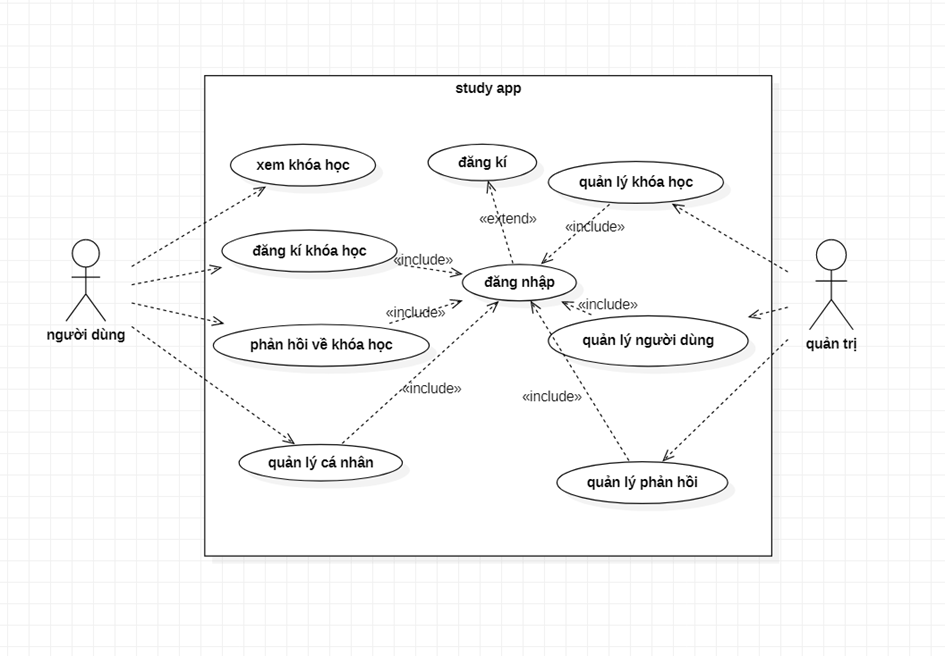 study app
xem khóa học
đăng kí
quản lý khóa học
«extend»
«include»
đăng kí khóa học
«include»
đăng nhập
«include»
«include»
người dùng
phản hồi về khóa học
quản lý người dùng
quản trị
«include»
«include»
quản lý cá nhân
quản lý phản hồi